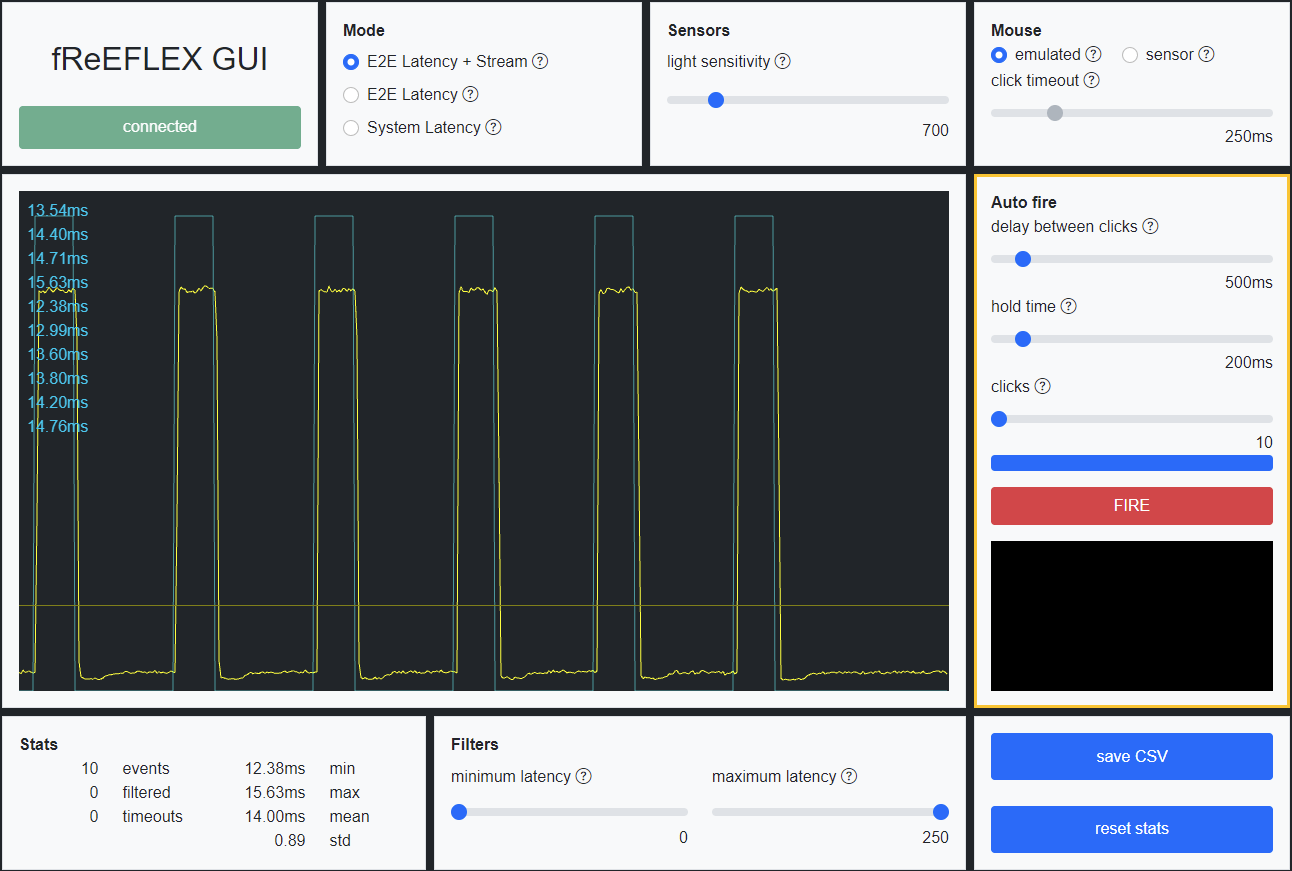 fReEFLEX GUI
connected
Mode
E2E Latency + Stream ?
E2E Latency ?
System Latency ?
Sensors
light sensitivity ?
700
Mouse
emulated ? sensor ?
click timeout ?
250ms
13.54ms
14.40ms
14.71ms
15.63ms
12.38ms
12.99ms
13.60ms
13.80ms
14.20ms
14.76ms
Auto fire
delay between clicks ?
500ms
hold time ?
200ms
clicks ?
10
FIRE
Stats
10 events 12.38ms min
0 filtered 15.63ms max
0 timeouts 14.00ms mean
0.89 std
Filters
minimum latency ? maximum latency ?
0 250
save CSV
reset stats